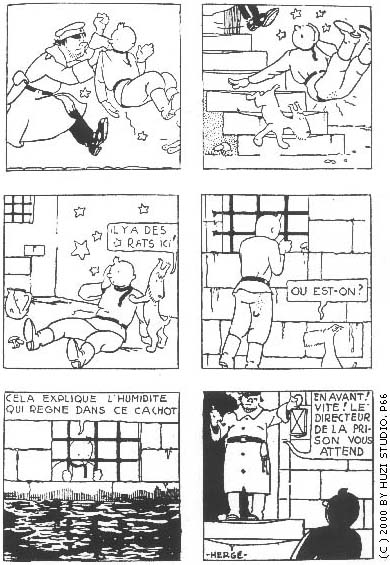 IL Y A DES
RATS ICI!
OU EST-ON?
CELA EXPLIQUE L'HUMIDITE
QUI REGNE DANS CE CACHOT
EN AVANT!
VITE! LE
DIRECTEUR
DE LA PRI-
SON VOUS
ATTEND
-HERGÉ-
(C) 2000 BY HUZI STUDIO. P66